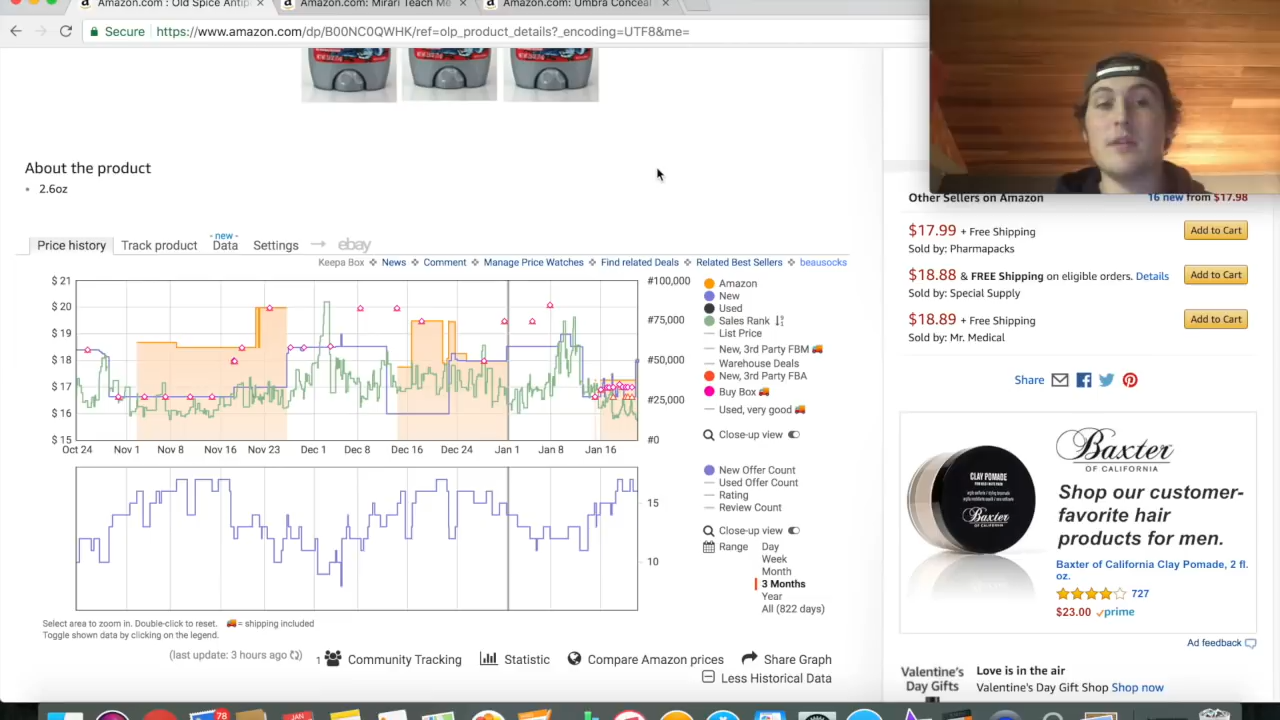 Amazon.com : Old Spice Antip
Amazon.com: Mirari Teach Me
Amazon.com: Umbra Conceal
Secure
https://www.amazon.com/dp/B00NC0QWHK/ref=olp_product_details?_encoding=UTF8&me=
About the product
2.6oz
Price history
Track product
- new -
Data
Settings
ebay
Keepa Box
News
Comment
Manage Price Watches
Find related Deals
Related Best Sellers
beausocks
$ 21
$ 20
$ 19
$ 18
$ 17
$ 16
$ 15
#100,000
#75,000
#50,000
#25,000
#0
Oct 24
Nov 1
Nov 8
Nov 16
Nov 23
Dec 1
Dec 8
Dec 16
Dec 24
Jan 1
Jan 8
Jan 16
Amazon
New
Used
Sales Rank
List Price
New, 3rd Party FBM
Warehouse Deals
New, 3rd Party FBA
Buy Box
Used, very good
Close-up view
15
10
New Offer Count
Used Offer Count
Rating
Review Count
Close-up view
Range
Day
Week
Month
3 Months
Year
All (822 days)
Select area to zoom in. Double-click to reset.
= shipping included
Toggle shown data by clicking on the legend.
(last update: 3 hours ago
1
Community Tracking
Statistic
Compare Amazon prices
Share Graph
Less Historical Data
Other Sellers on Amazon
16 new from $17.98
$17.99 + Free Shipping
Add to Cart
Sold by: Pharmapacks
$18.88 & FREE Shipping on eligible orders. Details
Add to Cart
Sold by: Special Supply
$18.89 + Free Shipping
Add to Cart
Sold by: Mr. Medical
Share
Baxter
OF CALIFORNIA
CLAY POMADE
Baxter
Shop our customer-
favorite hair
products for men.
Baxter of California Clay Pomade, 2 fl.
oz.
727
$23.00 prime
Ad feedback
Valentine's
Day Gifts
Love is in the air
Valentine's Day Gift Shop Shop now
78
JAN